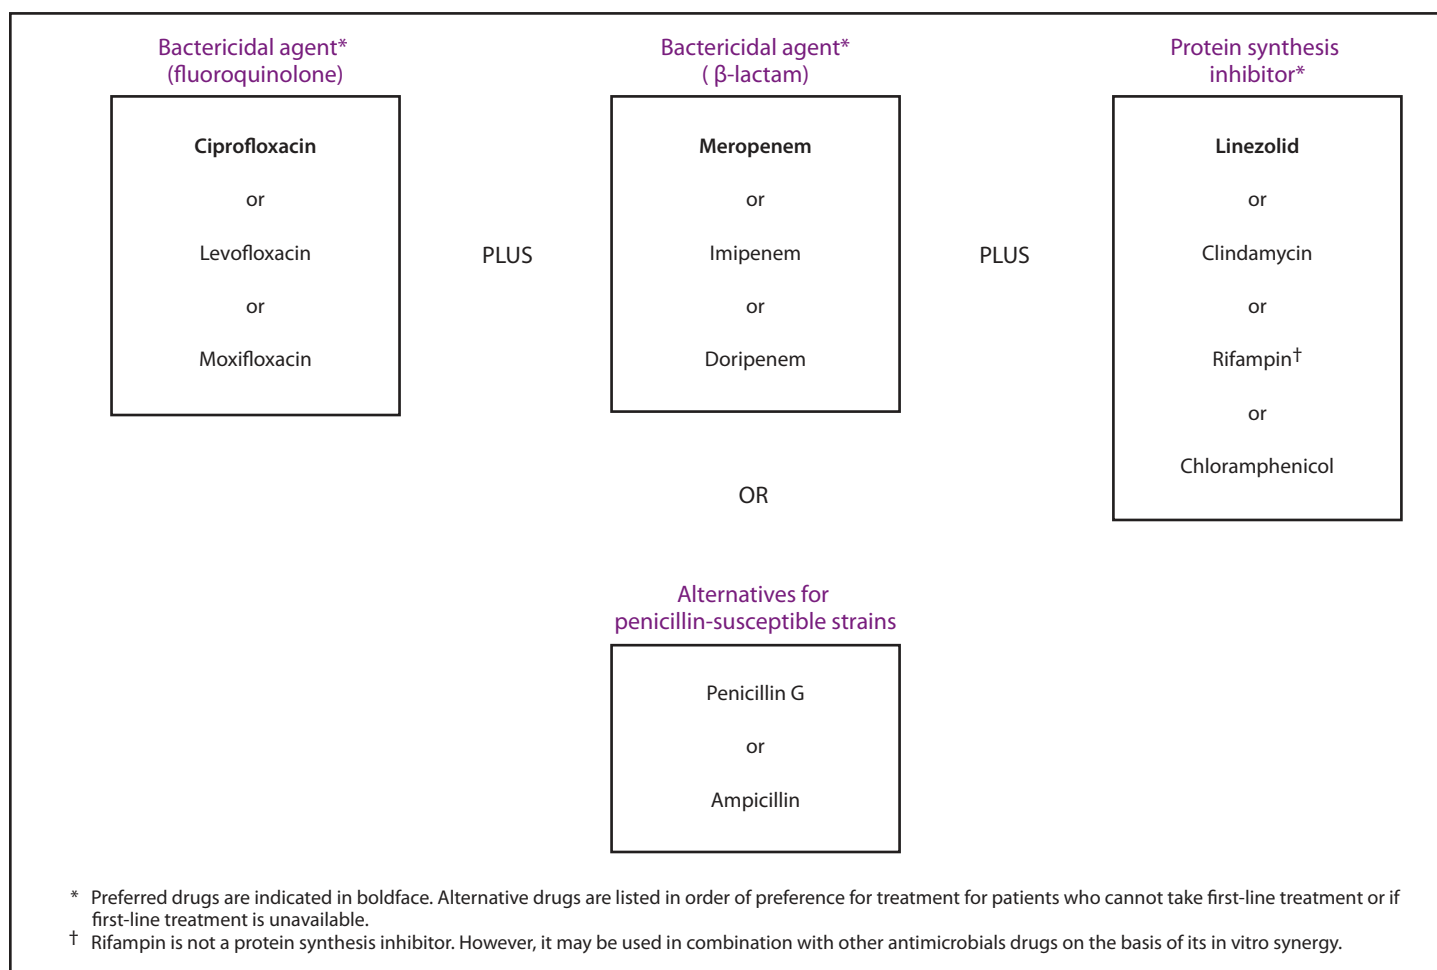 Bactericidal agent*
(fluoroquinolone)
Ciprofloxacin
or
Levofloxacin
or
Moxifloxacin
PLUS
Bactericidal agent*
( β-lactam)
Meropenem
or
Imipenem
or
Doripenem
OR
Alternatives for
penicillin-susceptible strains
Penicillin G
or
Ampicillin
PLUS
Protein synthesis
inhibitor*
Linezolid
or
Clindamycin
or
Rifampin†
or
Chloramphenicol
* Preferred drugs are indicated in boldface. Alternative drugs are listed in order of preference for treatment for patients who cannot take first-line treatment or if
first-line treatment is unavailable.
† Rifampin is not a protein synthesis inhibitor. However, it may be used in combination with other antimicrobials drugs on the basis of its in vitro synergy.